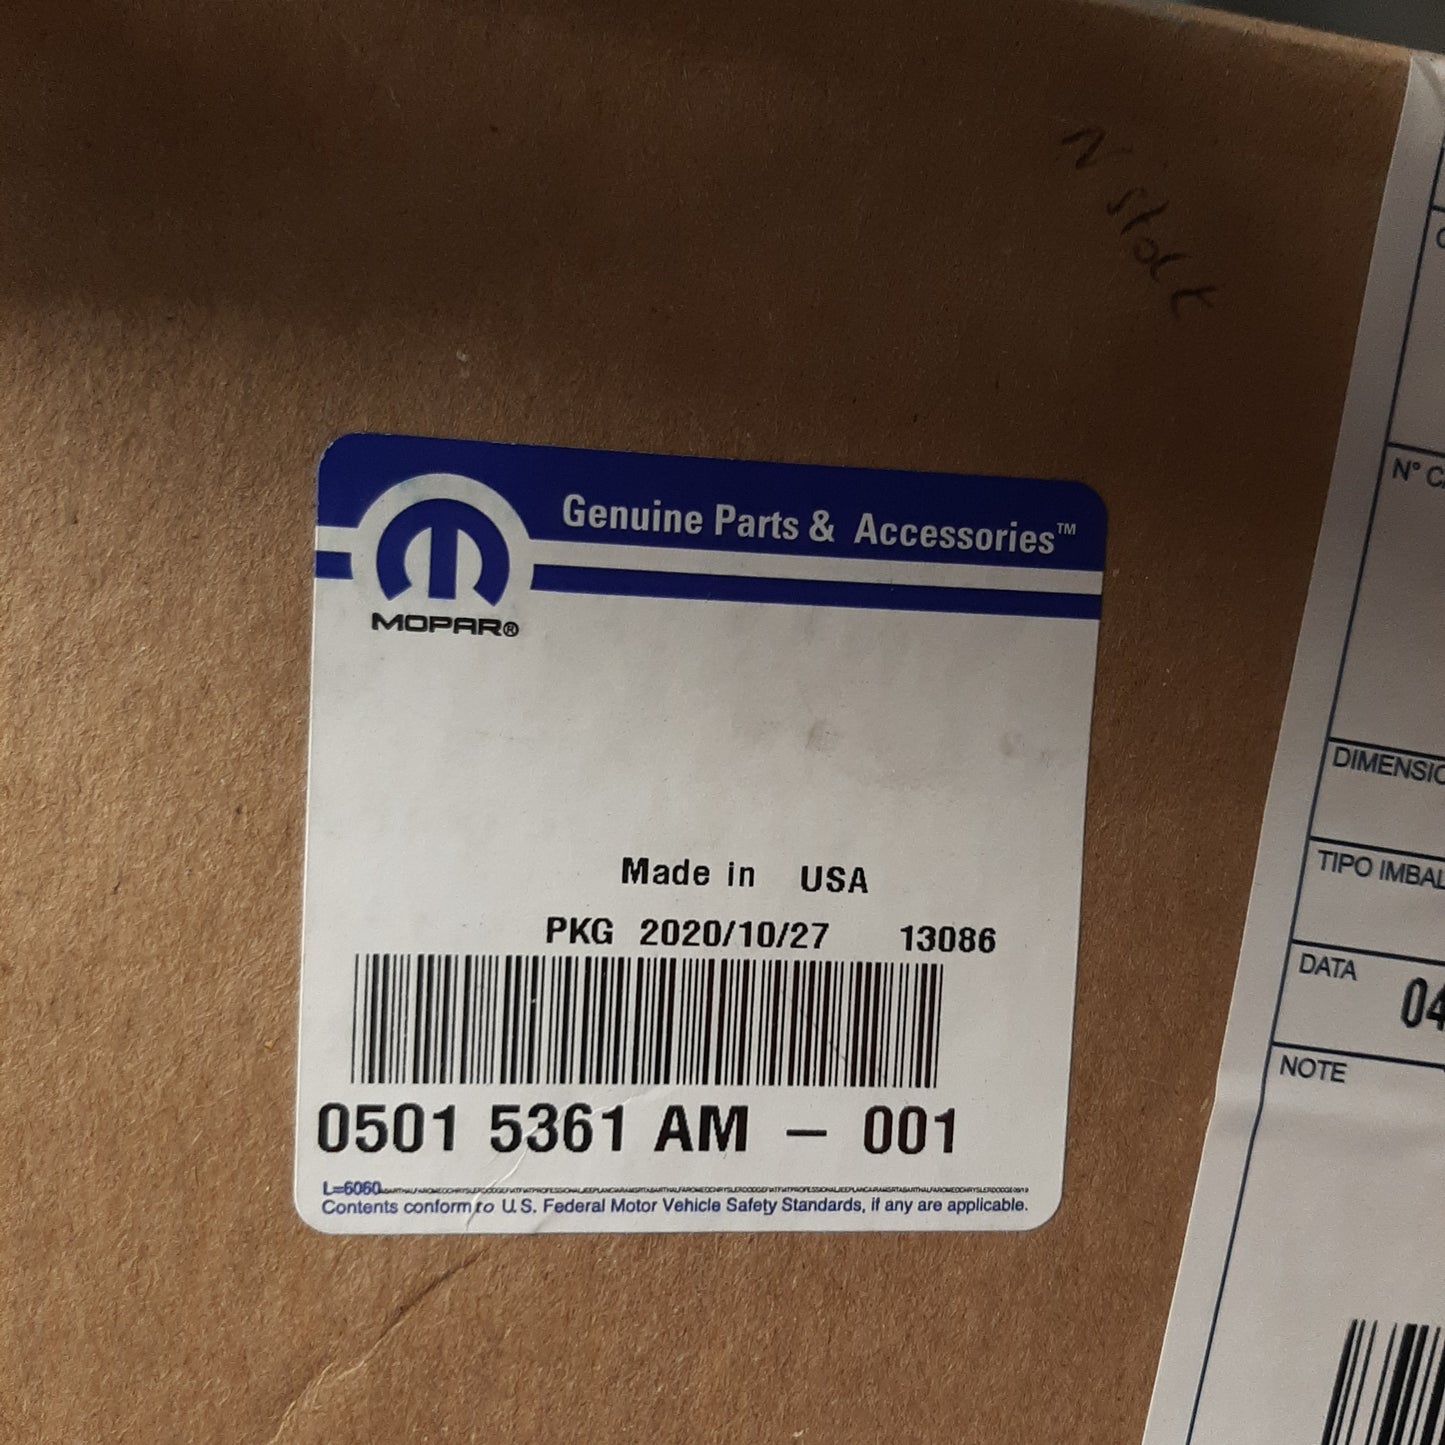 N stock
Genuine Parts & Accessories™
MOPAR®
Made in USA
PKG 2020/10/27 13086
0501 5361 AM – 001
L=6060
Contents conform to U.S. Federal Motor Vehicle Safety Standards, if any are applicable.
N° C
DIMENSIO
TIPO IMBAL
DATA 04
NOTE